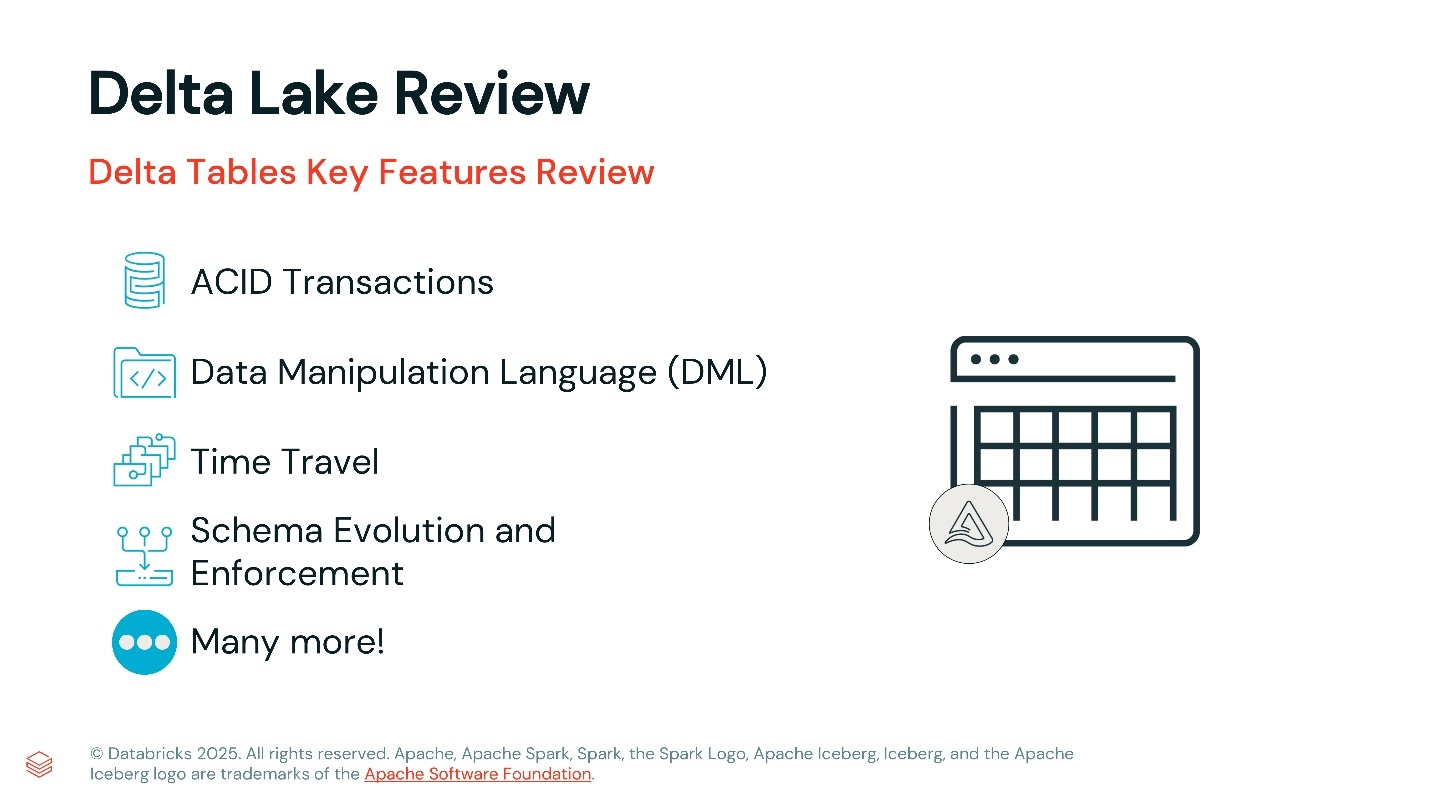 Delta Lake Review
Delta Tables Key Features Review
ACID Transactions
Data Manipulation Language (DML)
Time Travel
Schema Evolution and
Enforcement
Many more!
© Databricks 2025. All rights reserved. Apache, Apache Spark, Spark, the Spark Logo, Apache Iceberg, Iceberg, and the Apache
Iceberg logo are trademarks of the Apache Software Foundation.